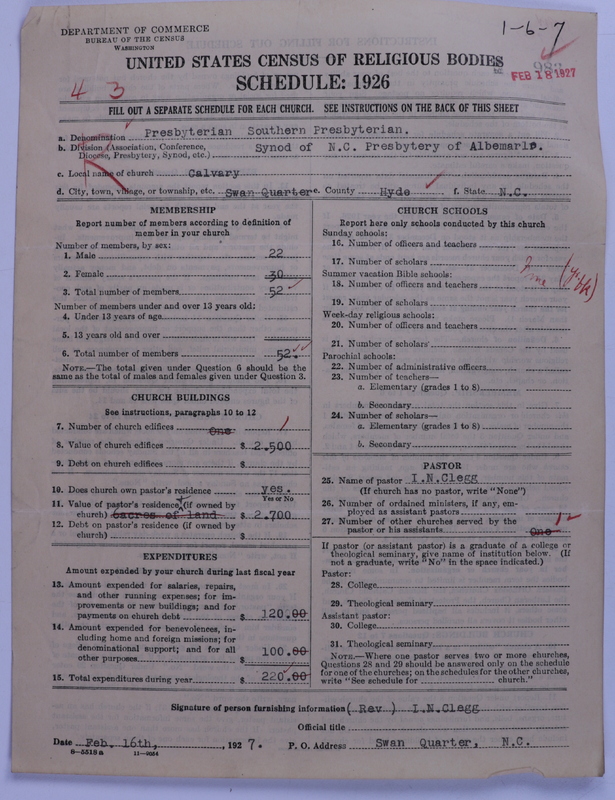 DEPARTMENT OF COMMERCE
BUREAU OF THE CENSUS
WASHINGTON
1-6-7
UNITED STATES CENSUS OF RELIGIOUS BODIES
SCHEDULE: 1926
FEB 18 1927
4 3
FILL OUT A SEPARATE SCHEDULE FOR EACH CHURCH. SEE INSTRUCTIONS ON THE BACK OF THIS SHEET
a. Denomination Presbyterian Southern Presbyterian.
b. Division (Association, Conference, Diocese, Presbytery, Synod, etc.) Synod of N.C. Presbytery of Albemarle.
c. Local name of church Calvary
d. City, town, village, or township, etc. Swan Quarter e. County Hyde f. State N.C.
MEMBERSHIP
Report number of members according to definition of
member in your church
Number of members, by sex:
1. Male 22
2. Female 30
3. Total number of members 52
Number of members under and over 13 years old:
4. Under 13 years of age
5. 13 years old and over
6. Total number of members 52.
NOTE.—The total given under Question 6 should be the
same as the total of males and females given under Question 3.
CHURCH BUILDINGS
See instructions, paragraphs 10 to 12
7. Number of church edifices One 1
8. Value of church edifices $ 2.500
9. Debt on church edifices $
10. Does church own pastor's residence yes.
Yes or No
11. Value of pastor's residence (if owned by
church) 6acres of land $ 2.700
12. Debt on pastor's residence (if owned by
church) $
EXPENDITURES
Amount expended by your church during last fiscal year
13. Amount expended for salaries, repairs,
and other running expenses; for im-
provements or new buildings; and for
payments on church debt $ 120.00
14. Amount expended for benevolences, in-
cluding home and foreign missions; for
denominational support; and for all
other purposes $ 100.00
15. Total expenditures during year $ 220.00
CHURCH SCHOOLS
Report here only schools conducted by this church
Sunday schools:
16. Number of officers and teachers
17. Number of scholars
Summer vacation Bible schools:
18. Number of officers and teachers
19. Number of scholars
Week-day religious schools:
20. Number of officers and teachers
21. Number of scholars
Parochial schools:
22. Number of administrative officers
23. Number of teachers—
a. Elementary (grades 1 to 8)
b. Secondary
24. Number of scholars—
a. Elementary (grades 1 to 8)
b. Secondary
PASTOR
25. Name of pastor I.N.Clegg
(If church has no pastor, write "None")
26. Number of ordained ministers, if any, em-
ployed as assistant pastors
27. Number of other churches served by the
pastor or his assistants One
If pastor (or assistant pastor) is a graduate of a college or
theological seminary, give name of institution below. (If
not a graduate, write "No" in the space indicated.)
Pastor:
28. College
29. Theological seminary
Assistant pastor:
30. College
31. Theological seminary
NOTE.—Where one pastor serves two or more churches,
Questions 28 and 29 should be answered only on the schedule
for one of the churches; on the schedules for the other churches,
write "See schedule for church."
Signature of person furnishing information (Rev ) I.N.Clegg
Official title
Date Feb. 16th, , 1927. P. O. Address Swan Quarter, N.C.
8-5518a 11-9034